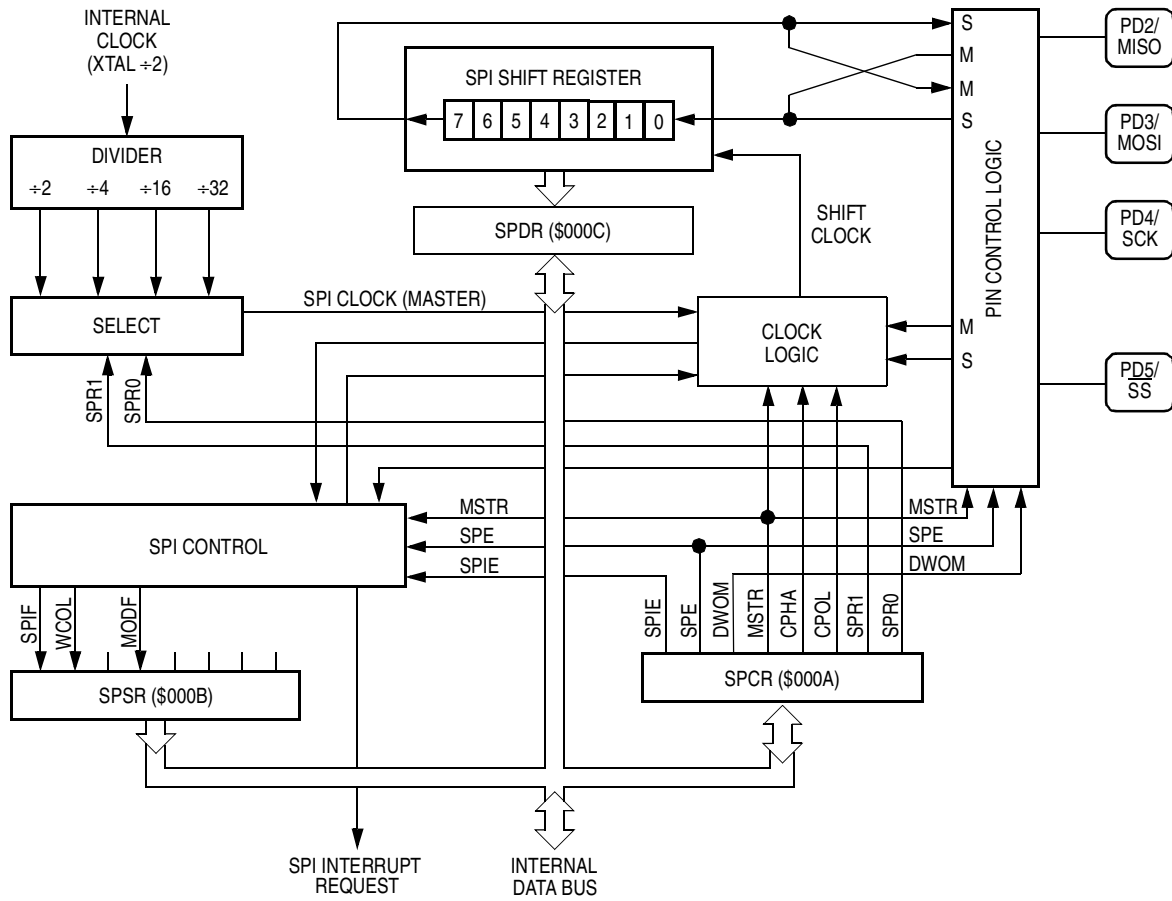 INTERNAL
CLOCK
(XTAL ÷2)
DIVIDER
÷2 ÷4 ÷16 ÷32
SELECT
SPR1
SPR0
SPI CLOCK (MASTER)
SPI SHIFT REGISTER
7 6 5 4 3 2 1 0
SPDR ($000C)
SHIFT
CLOCK
CLOCK
LOGIC
S
M
M
S
M
S
PIN CONTROL LOGIC
PD2/
MISO
PD3/
MOSI
PD4/
SCK
PD5/
SS
SPI CONTROL
MSTR
SPE
SPIE
MSTR
SPE
DWOM
SPIF
WCOL
MODF
SPSR ($000B)
SPIE
SPE
DWOM
MSTR
CPHA
CPOL
SPR1
SPR0
SPCR ($000A)
SPI INTERRUPT
REQUEST
INTERNAL
DATA BUS